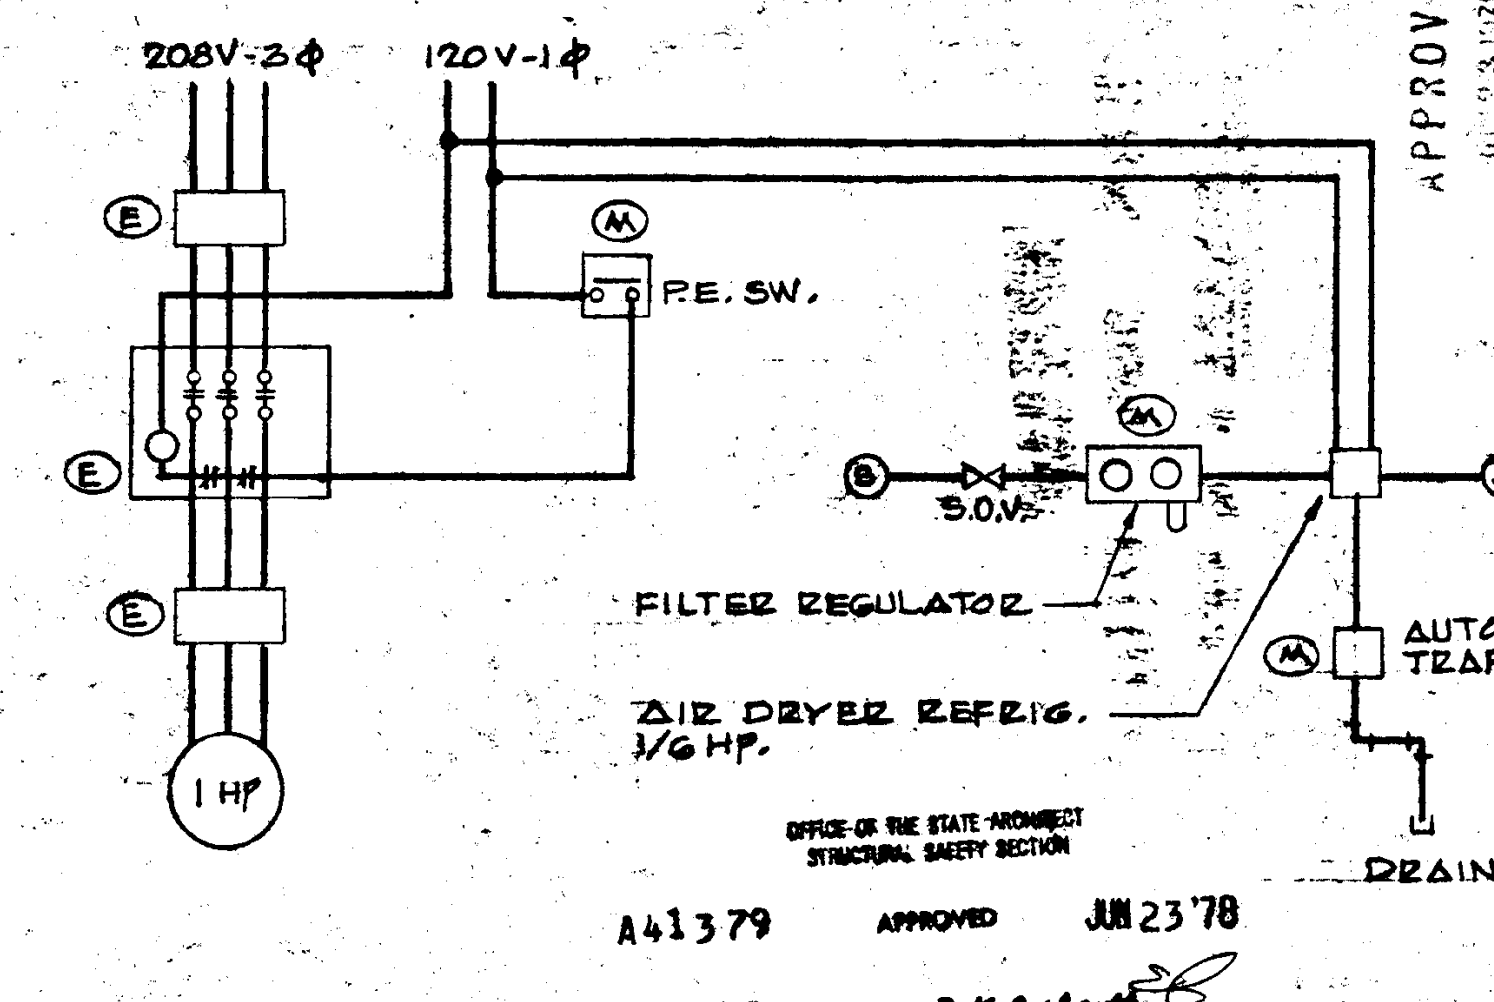 208V-3φ
120V-1φ
APPROV
E
M
P.E. SW.
E
M
B
S.O.V.
FILTER REGULATOR
E
M
AUTO
TRAP
AIR DRYER REFRIG.
1/6 HP.
1 HP
OFFICE OF THE STATE ARCHITECT
STRUCTURAL SAFETY SECTION
DRAIN
A41379
APPROVED
JUN 23 '78